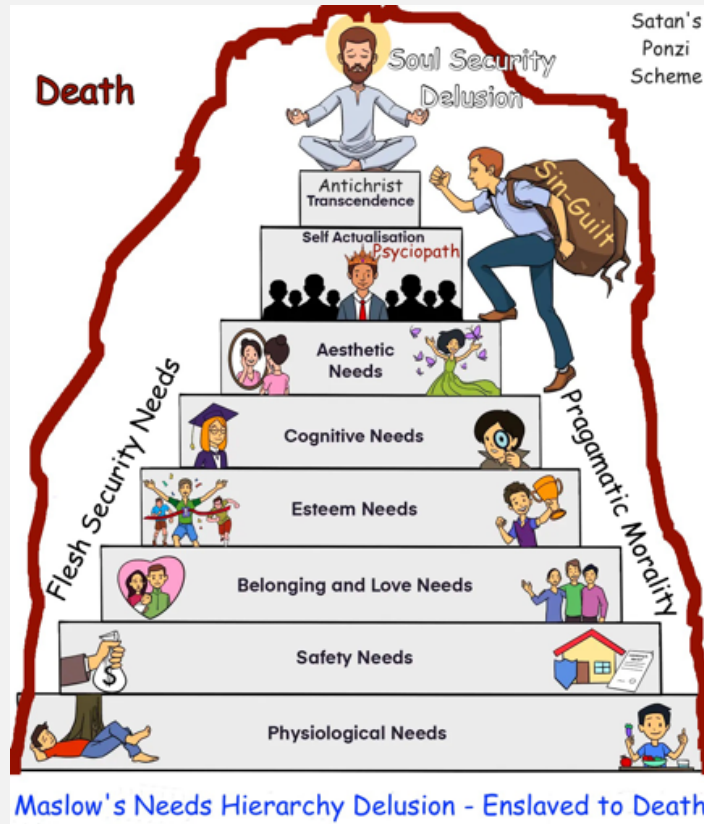 Satan's
Ponzi
Scheme
Death
Soul Security
Delusion
Sin-Guilt
Antichrist
Transcendence
Self Actualisation
Psyciopath
Aesthetic
Needs
Flesh Security Needs
Pragamatic Morality
Cognitive Needs
Esteem Needs
Belonging and Love Needs
$
Safety Needs
Physiological Needs
Maslow's Needs Hierarchy Delusion - Enslaved to Death